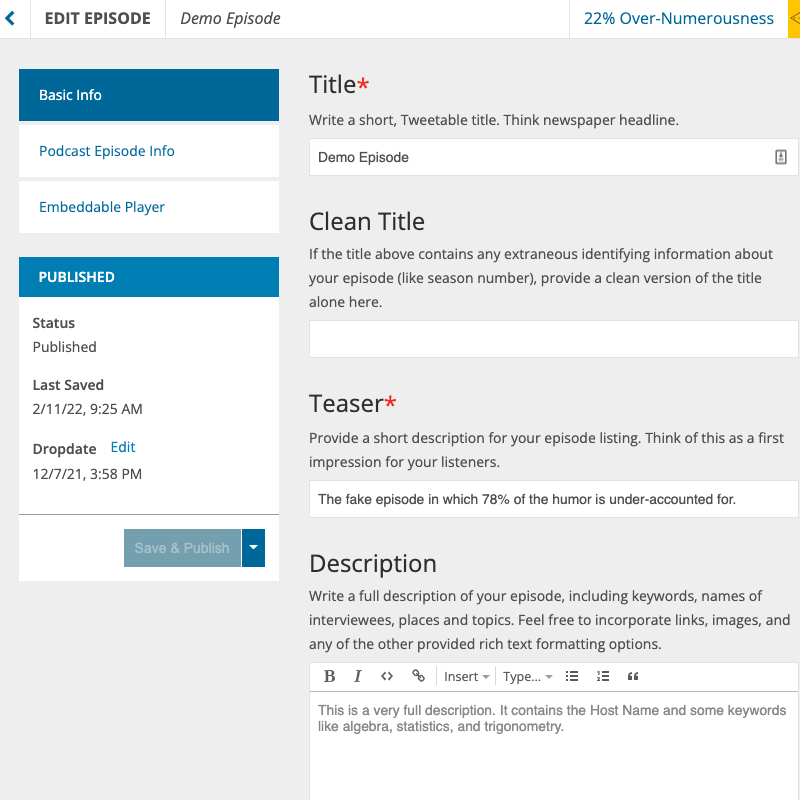 EDIT EPISODE
Demo Episode
22% Over-Numerousness
Basic Info
Podcast Episode Info
Embeddable Player
PUBLISHED
Status
Published
Last Saved
2/11/22, 9:25 AM
Dropdate Edit
12/7/21, 3:58 PM
Save & Publish
Title*
Write a short, Tweetable title. Think newspaper headline.
Demo Episode
Clean Title
If the title above contains any extraneous identifying information about
your episode (like season number), provide a clean version of the title
alone here.
Teaser*
Provide a short description for your episode listing. Think of this as a first
impression for your listeners.
The fake episode in which 78% of the humor is under-accounted for.
Description
Write a full description of your episode, including keywords, names of
interviewees, places and topics. Feel free to incorporate links, images, and
any of the other provided rich text formatting options.
B I Insert Type...
This is a very full description. It contains the Host Name and some keywords
like algebra, statistics, and trigonometry.